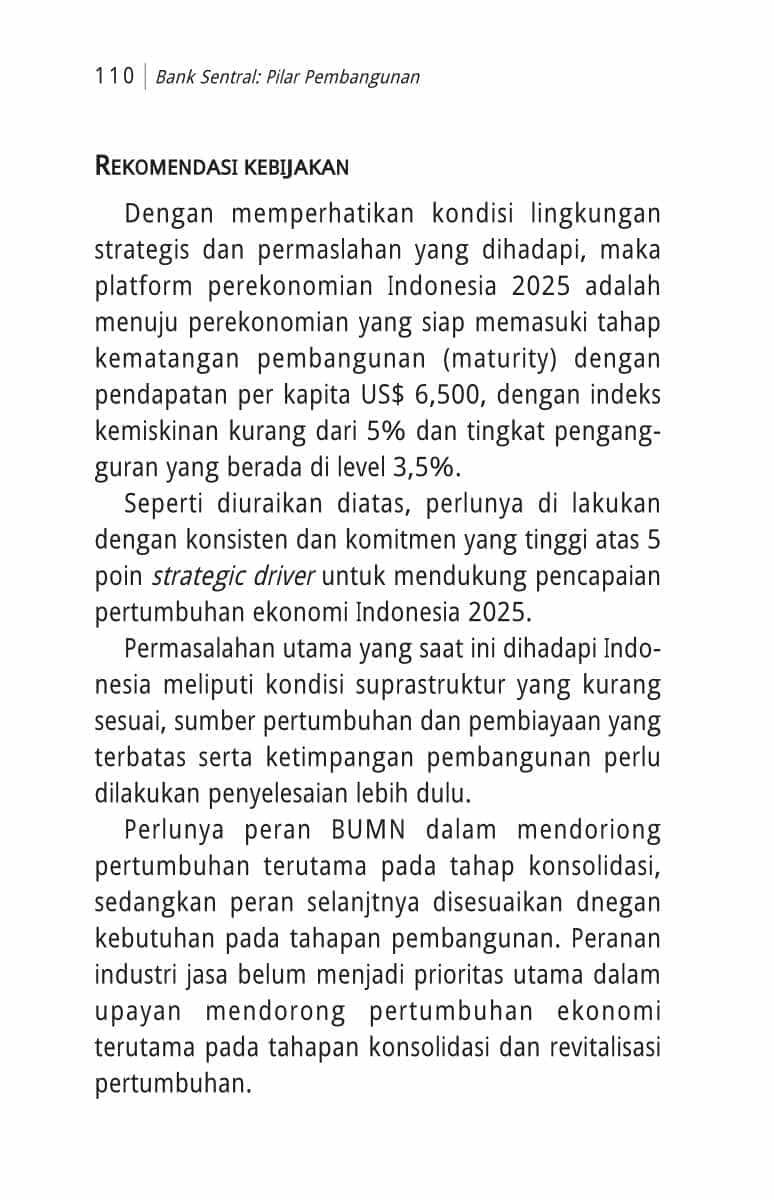 110 Bank Sentral: Pilar Pembangunan
REKOMENDASI KEBIJAKAN
Dengan memperhatikan kondisi lingkungan
strategis dan permaslahan yang dihadapi, maka
platform perekonomian Indonesia 2025 adalah
menuju perekonomian yang siap memasuki tahap
kematangan pembangunan (maturity) dengan
pendapatan per kapita US$ 6,500, dengan indeks
kemiskinan kurang dari 5% dan tingkat pengang-
guran yang berada di level 3,5%.
Seperti diuraikan diatas, perlunya di lakukan
dengan konsisten dan komitmen yang tinggi atas 5
poin strategic driver untuk mendukung pencapaian
pertumbuhan ekonomi Indonesia 2025.
Permasalahan utama yang saat ini dihadapi Indo-
nesia meliputi kondisi suprastruktur yang kurang
sesuai, sumber pertumbuhan dan pembiayaan yang
terbatas serta ketimpangan pembangunan perlu
dilakukan penyelesaian lebih dulu.
Perlunya peran BUMN dalam mendoriong
pertumbuhan terutama pada tahap konsolidasi,
sedangkan peran selanjtnya disesuaikan dnegan
kebutuhan pada tahapan pembangunan. Peranan
industri jasa belum menjadi prioritas utama dalam
upayan mendorong pertumbuhan ekonomi
terutama pada tahapan konsolidasi dan revitalisasi
pertumbuhan.